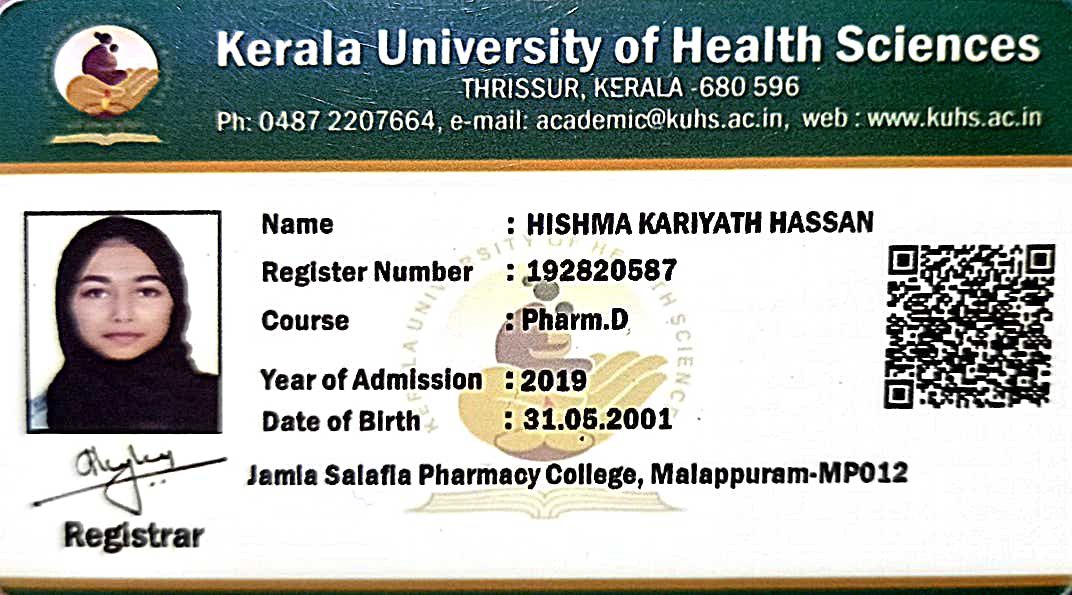 Kerala University of Health Sciences
THRISSUR, KERALA -680 596
Ph: 0487 2207664, e-mail: academic@kuhs.ac.in, web : www.kuhs.ac.in
Name : HISHMA KARIYATH HASSAN
Register Number : 192820587
Course : Pharm.D
Year of Admission : 2019
Date of Birth : 31.05.2001
Jamia Salafia Pharmacy College, Malappuram-MP012
Registrar
KERALA UNIVERSITY OF HEALTH SCIENCES